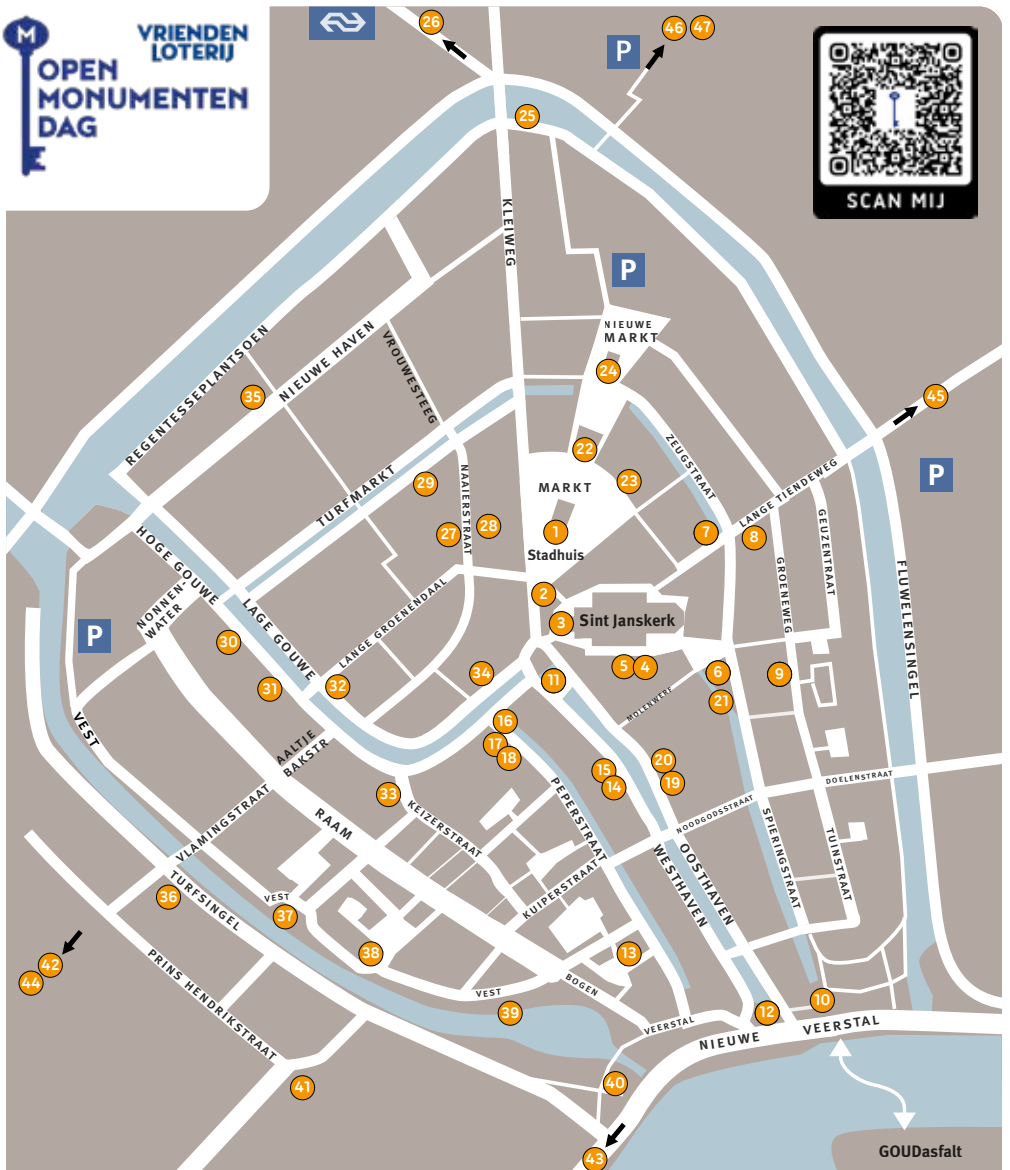 M
VRIENDEN
LOTERIJ
OPEN
MONUMENTEN
DAG
26
46
47
P
SCAN MIJ
25
KLEIWEG
P
NIEUWE
MARKT
24
REGENTESSEPLANTSOEN
NIEUWE HAVEN
VROUWESTEEG
35
45
22
ZEUGSTRAAT
P
MARKT
23
29
TURFMARKT
NAAIERSTRAAT
LANGE TIENDEWEG
27
28
1
Stadhuis
7
8
GEUZENTRAAT
GROENEWEG
FLUWELENSINGEL
HOGE GOUWE
NONNEN-
WATER
LAGE GOUWE
LANGE GROENENDAAL
2
3
Sint Janskerk
P
30
31
32
34
11
5
4
6
9
21
MOLENWERF
VEST
AALTJE
BAKSTR
16
17
18
15
14
20
19
33
KEIZERSTRAAT
PEPERSTRAAT
DOELENSTRAAT
NOODGODSSTRAAT
VLAMINGSTRAAT
RAAM
WESTHAVEN
OOSTHAVEN
SPIERINGSTRAAT
TUINSTRAAT
KUIPERSTRAAT
36
TURFSINGEL
VEST
37
38
13
42
44
PRINS HENDRIKSTRAAT
VEST
BOGEN
39
12
10
VEERSTAL
NIEUWE VEERSTAL
41
40
43
GOUDasfalt